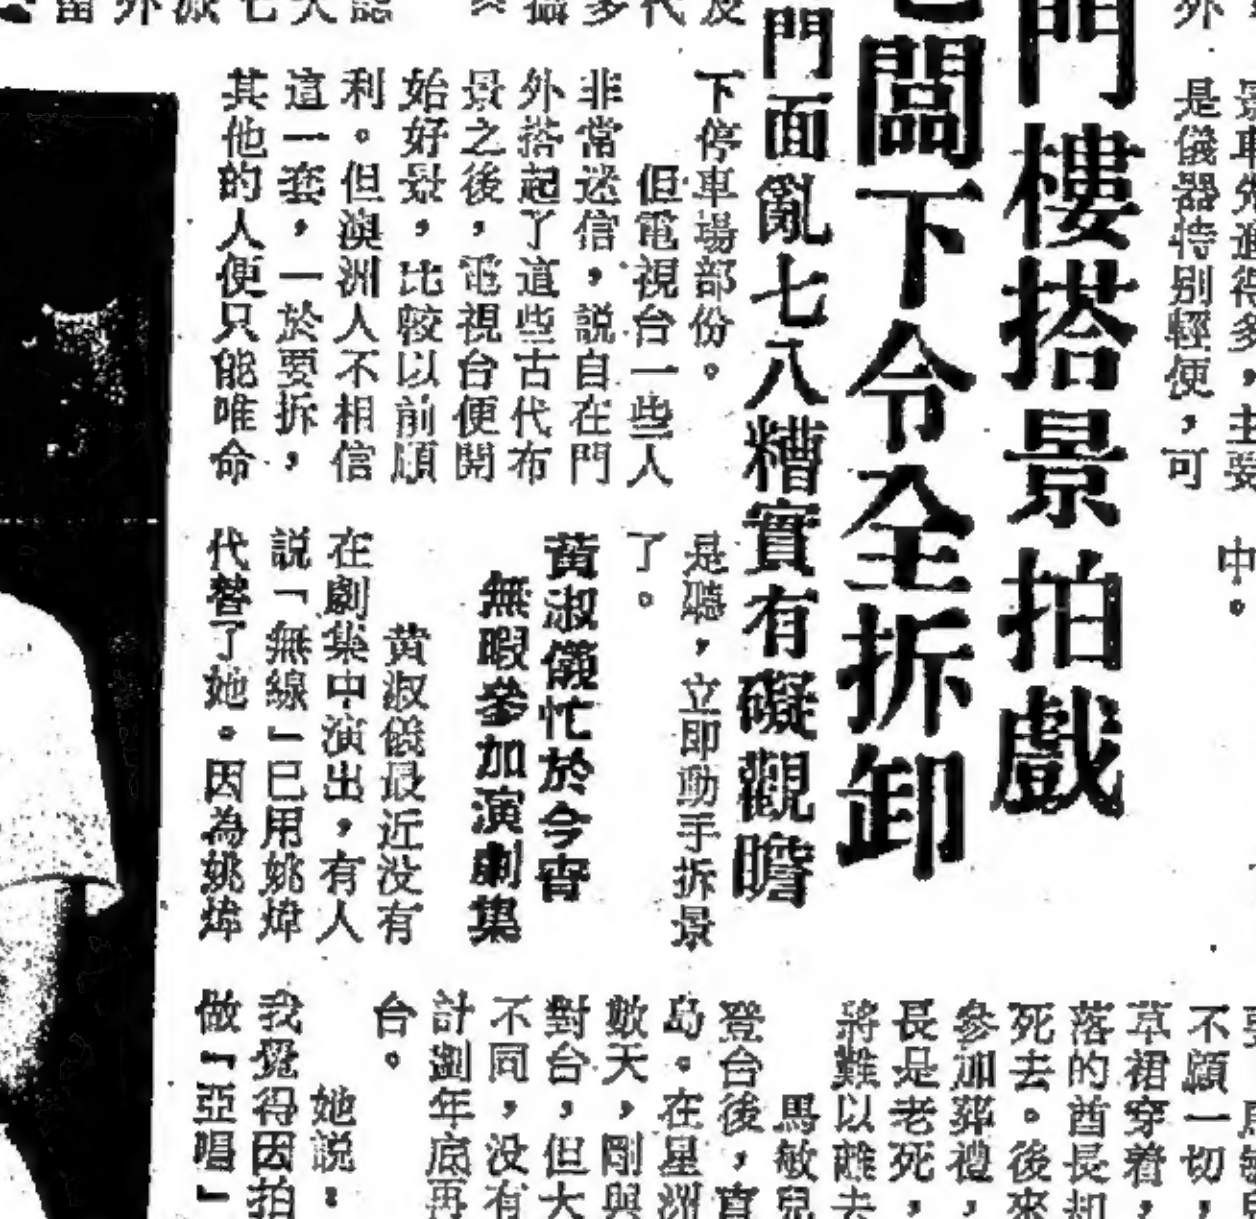 門樓搭景拍戲
闆下令全拆卸
門面亂七八糟實有礙觀瞻
下停車場部份。
但電視台一些人
非常迷信，説自在門
外搭起了這些古代布
景之後，電視台便開
始好景，比較以前順
利。但澳洲人不相信
這一套，一於要拆，
其他的人便只能唯命
是聽，立即動手拆景
了。
黃淑儀忙於今宵
無暇參加演劇集
黃淑儀最近没有
在劇集中演出，有人
説「無線」已用姚煒
代替了她。因為姚煒
是儀器特别輕便，可
中。
不顧一切，
草裙穿着，
落的酋長却
死去。後來
參加葬禮，
長是老死，
將難以離去
馬敏兒
登台後，直
島。在星洲
數天，剛與
對台，但大
不同，没有
計劃年底再
台。
她説：
我覺得因拍
做「亞唱」